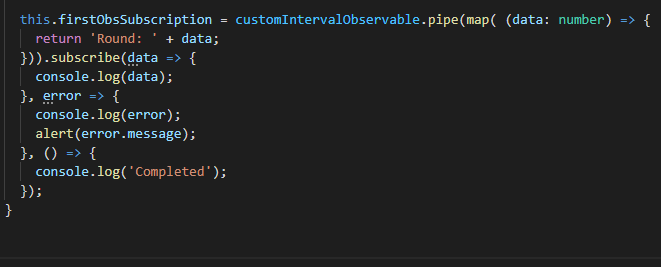 this.firstObsSubscription = customIntervalObservable.pipe(map( (data: number) => {
return 'Round: ' + data;
})).subscribe(data => {
console.log(data);
}, error => {
console.log(error);
alert(error.message);
}, () => {
console.log('Completed');
});
}